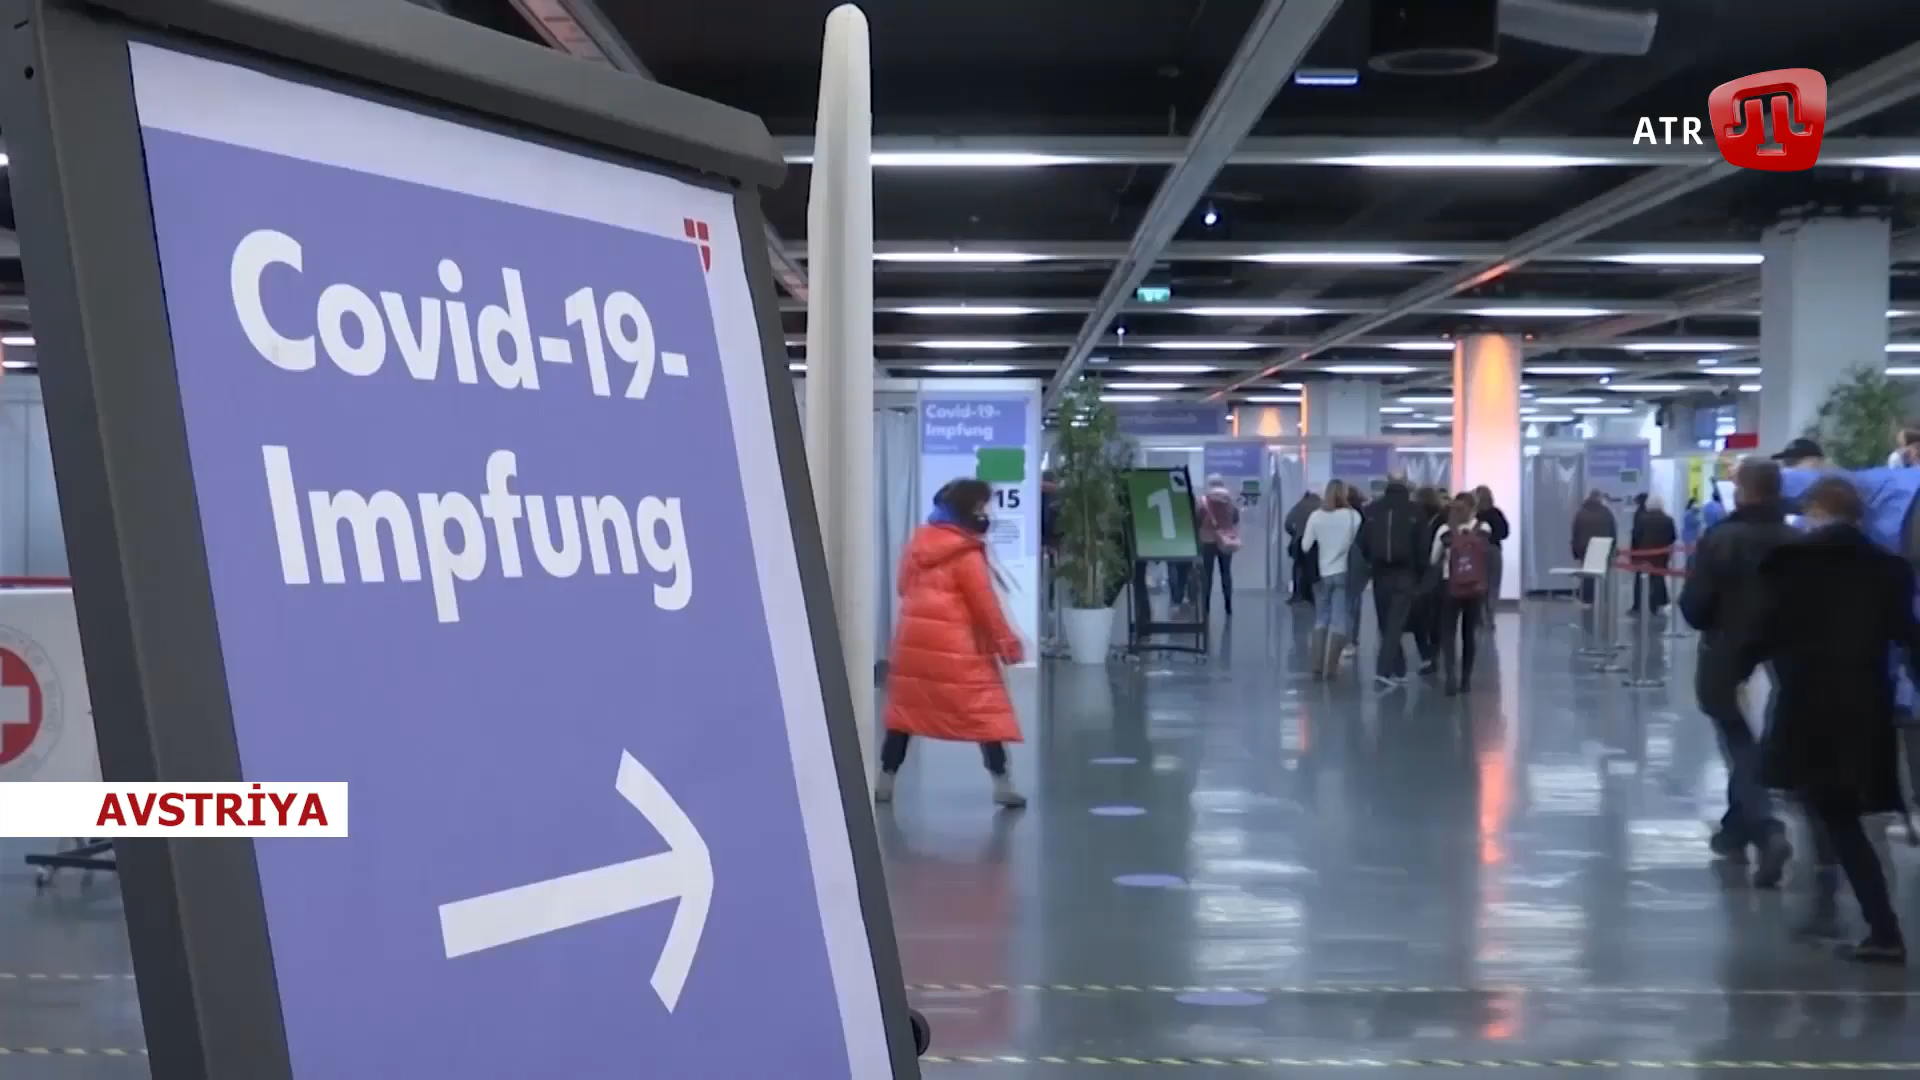 ATR
Covid-19-
Impfung
Covid-19-
Impfung
15
1
AVSTRİYA